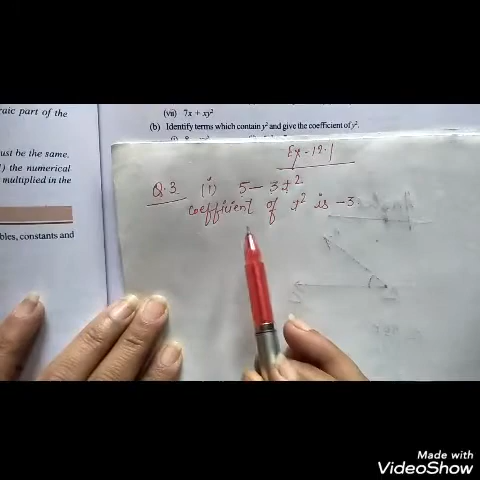 raic part of the
(vii) 7x + xy²
(b) Identify terms which contain y² and give the coefficient of y².
ust be the same.
) the numerical
multiplied in the
bles, constants and
Ex-12.1
Q.3. (i) 5 - 3t²
coefficient of t² is -3.
Made with
VideoShow